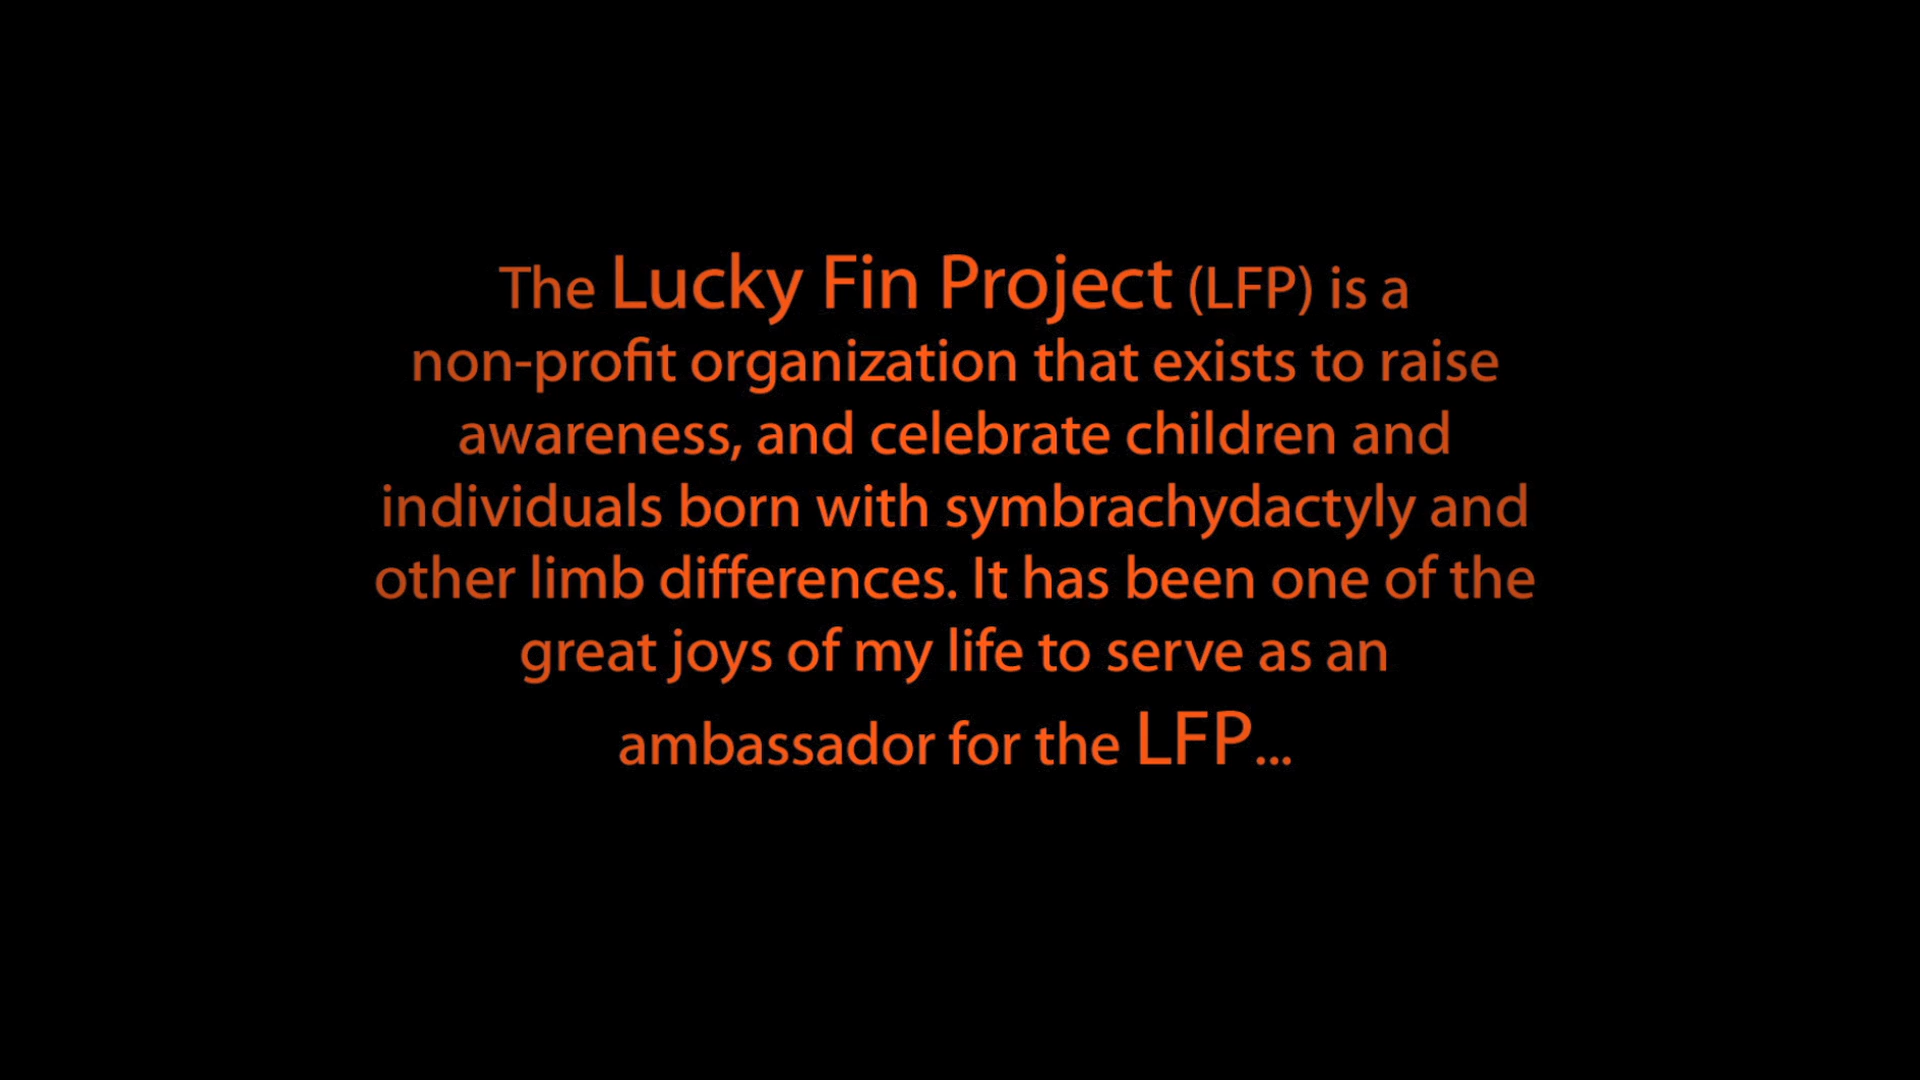 The Lucky Fin Project (LFP) is a
non-profit organization that exists to raise
awareness, and celebrate children and
individuals born with symbrachydactyly and
other limb differences. It has been one of the
great joys of my life to serve as an
ambassador for the LFP...